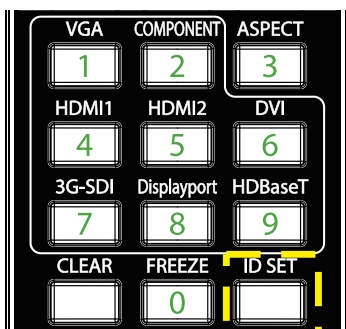 VGA COMPONENT ASPECT
1 2 3
HDMI1 HDMI2 DVI
4 5 6
3G-SDI Displayport HDBaseT
7 8 9
CLEAR FREEZE ID SET
0